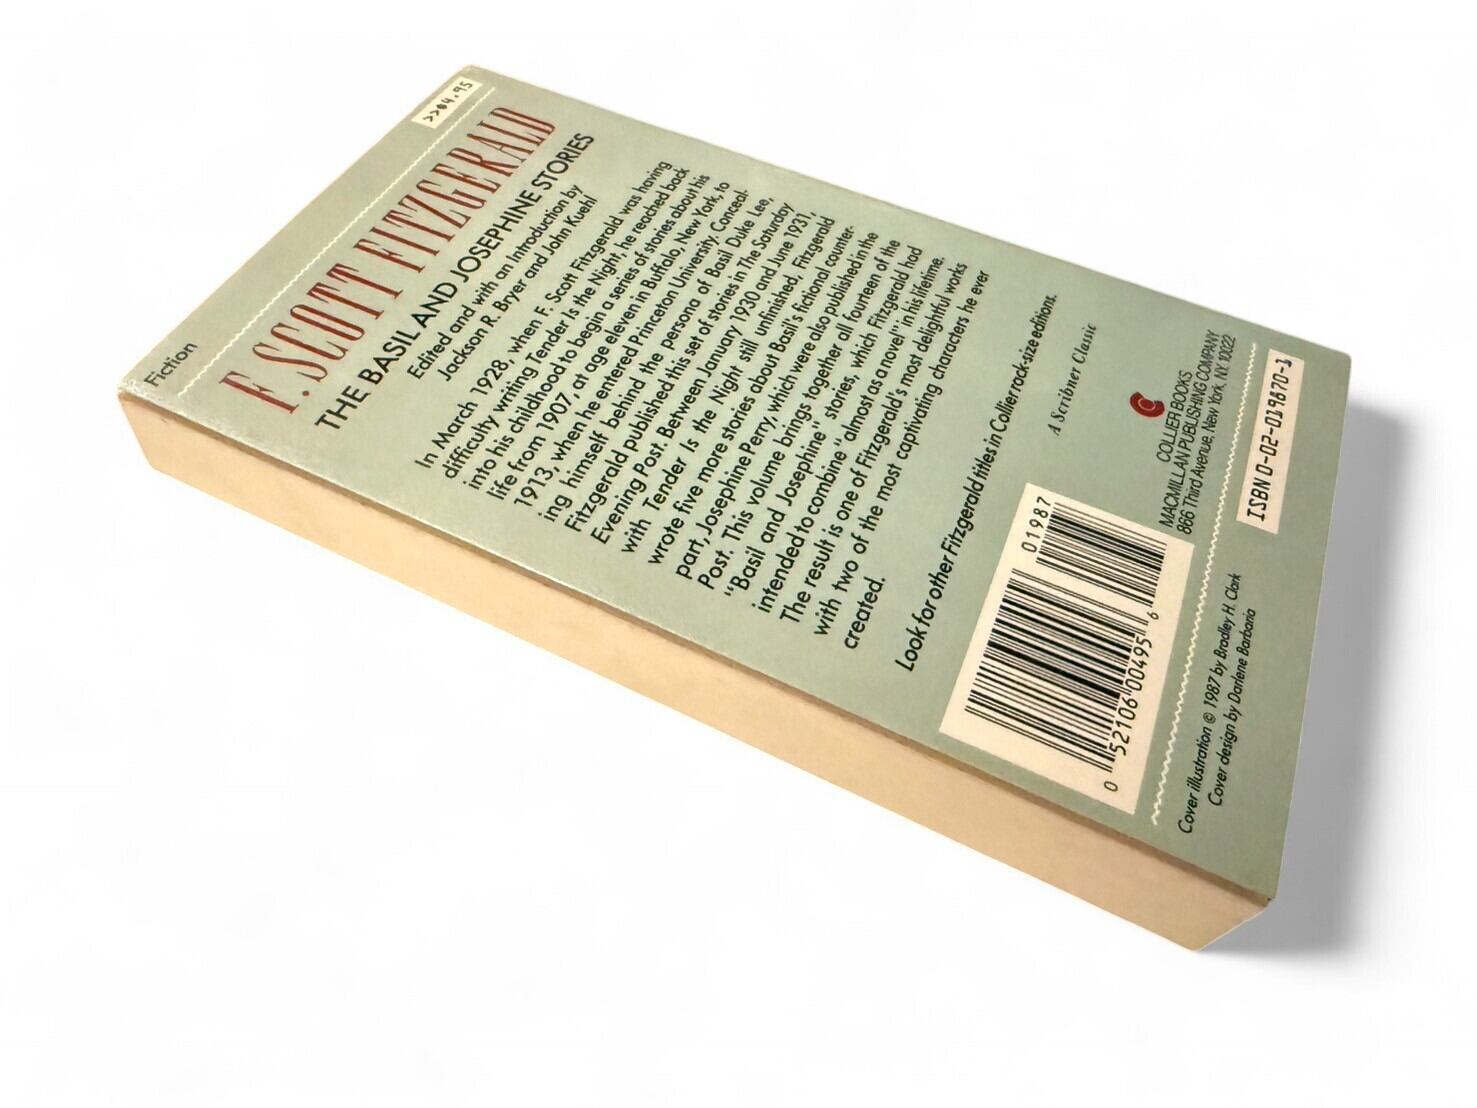 >>$4.95
Fiction
F. SCOTT FITZGERALD
THE BASIL AND JOSEPHINE STORIES
Edited and with an Introduction by
Jackson R. Bryer and John Kuehl
In March 1928, when F. Scott Fitzgerald was having
difficulty writing Tender Is the Night, he reached back
into his childhood to begin a series of stories about his
life from 1907, at age eleven in Buffalo, New York, to
1913, when he entered Princeton University. Conceal-
ing himself behind the persona of Basil Duke Lee,
Fitzgerald published this set of stories in The Saturday
Evening Post. Between January 1930 and June 1931,
with Tender Is the Night still unfinished, Fitzgerald
wrote five more stories about Basil's fictional counter-
part, Josephine Perry, which were also published in the
Post. This volume brings together all fourteen of the
"Basil and Josephine" stories, which Fitzgerald had
intended to combine "almost as a novel" in his lifetime.
The result is one of Fitzgerald's most delightful works
with two of the most captivating characters he ever
created.
Look for other Fitzgerald titles in Collier rack-size editions.
A Scribner Classic
COLLIER BOOKS
MACMILLAN PUBLISHING COMPANY
866 Third Avenue, New York, NY. 10022
01987
0 52106 00495 6
ISBN 0-02-019870-1
Cover illustration © 1987 by Bradley H. Clark
Cover design by Darlene Barbaria